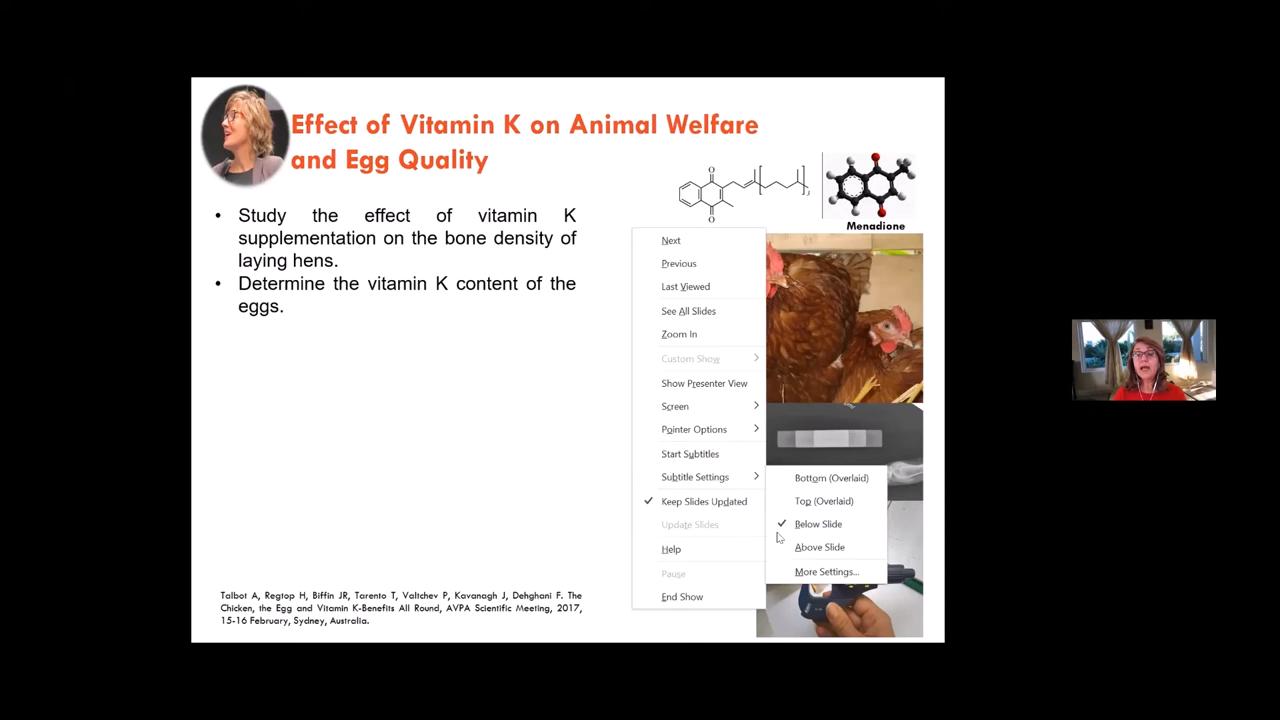 Effect of Vitamin K on Animal Welfare
and Egg Quality
• Study the effect of vitamin K
supplementation on the bone density of
laying hens.
• Determine the vitamin K content of the
eggs.
O
O
Menadione
Next
Previous
Last Viewed
See All Slides
Zoom In
Custom Show
Show Presenter View
Screen
Pointer Options
Start Subtitles
Subtitle Settings
Keep Slides Updated
Update Slides
Help
Pause
End Show
Bottom (Overlaid)
Top (Overlaid)
Below Slide
Above Slide
More Settings...
Talbot A, Regtop H, Biffin JR, Tarento T, Valtchev P, Kavanagh J, Dehghani F. The
Chicken, the Egg and Vitamin K-Benefits All Round, AVPA Scientific Meeting, 2017,
15-16 February, Sydney, Australia.